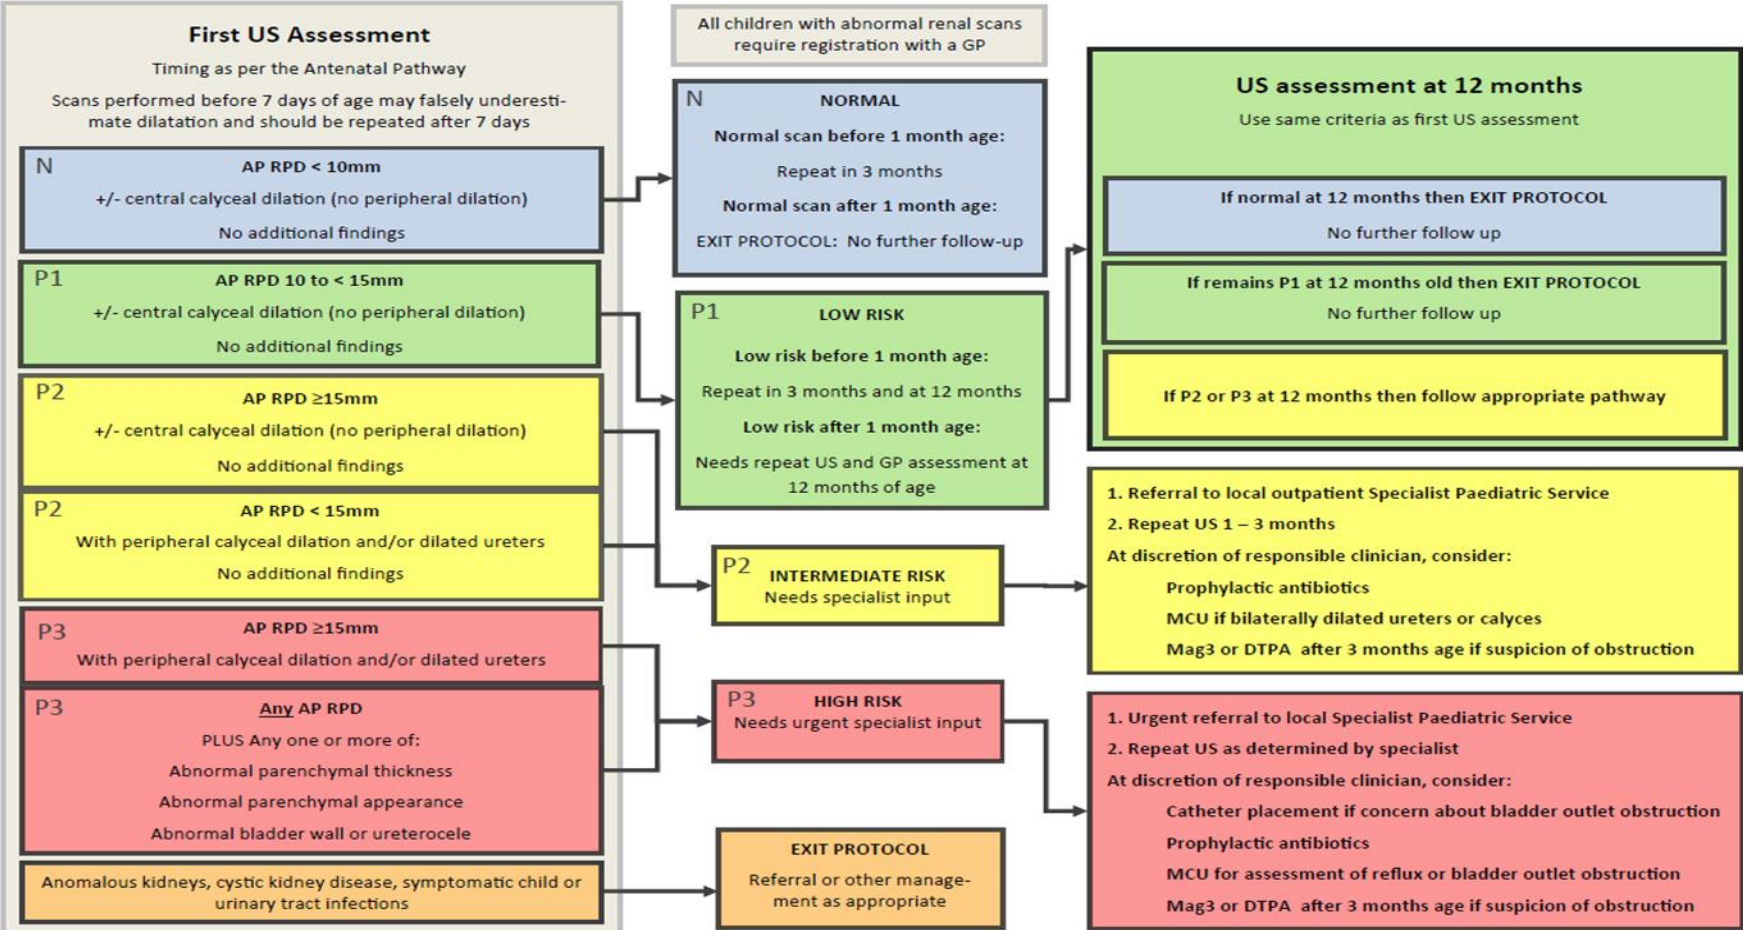 First US Assessment
Timing as per the Antenatal Pathway
Scans performed before 7 days of age may falsely underesti-
mate dilatation and should be repeated after 7 days
N
AP RPD < 10mm
+/- central calyceal dilation (no peripheral dilation)
No additional findings
P1
AP RPD 10 to < 15mm
+/- central calyceal dilation (no peripheral dilation)
No additional findings
P2
AP RPD ≥15mm
+/- central calyceal dilation (no peripheral dilation)
No additional findings
P2
AP RPD < 15mm
With peripheral calyceal dilation and/or dilated ureters
No additional findings
P3
AP RPD ≥15mm
With peripheral calyceal dilation and/or dilated ureters
P3
Any AP RPD
PLUS Any one or more of:
Abnormal parenchymal thickness
Abnormal parenchymal appearance
Abnormal bladder wall or ureterocele
Anomalous kidneys, cystic kidney disease, symptomatic child or
urinary tract infections
All children with abnormal renal scans
require registration with a GP
N
NORMAL
Normal scan before 1 month age:
Repeat in 3 months
Normal scan after 1 month age:
EXIT PROTOCOL: No further follow-up
P1
LOW RISK
Low risk before 1 month age:
Repeat in 3 months and at 12 months
Low risk after 1 month age:
Needs repeat US and GP assessment at
12 months of age
P2
INTERMEDIATE RISK
Needs specialist input
P3
HIGH RISK
Needs urgent specialist input
EXIT PROTOCOL
Referral or other manage-
ment as appropriate
US assessment at 12 months
Use same criteria as first US assessment
If normal at 12 months then EXIT PROTOCOL
No further follow up
If remains P1 at 12 months old then EXIT PROTOCOL
No further follow up
If P2 or P3 at 12 months then follow appropriate pathway
1. Referral to local outpatient Specialist Paediatric Service
2. Repeat US 1 – 3 months
At discretion of responsible clinician, consider:
Prophylactic antibiotics
MCU if bilaterally dilated ureters or calyces
Mag3 or DTPA after 3 months age if suspicion of obstruction
1. Urgent referral to local Specialist Paediatric Service
2. Repeat US as determined by specialist
At discretion of responsible clinician, consider:
Catheter placement if concern about bladder outlet obstruction
Prophylactic antibiotics
MCU for assessment of reflux or bladder outlet obstruction
Mag3 or DTPA after 3 months age if suspicion of obstruction